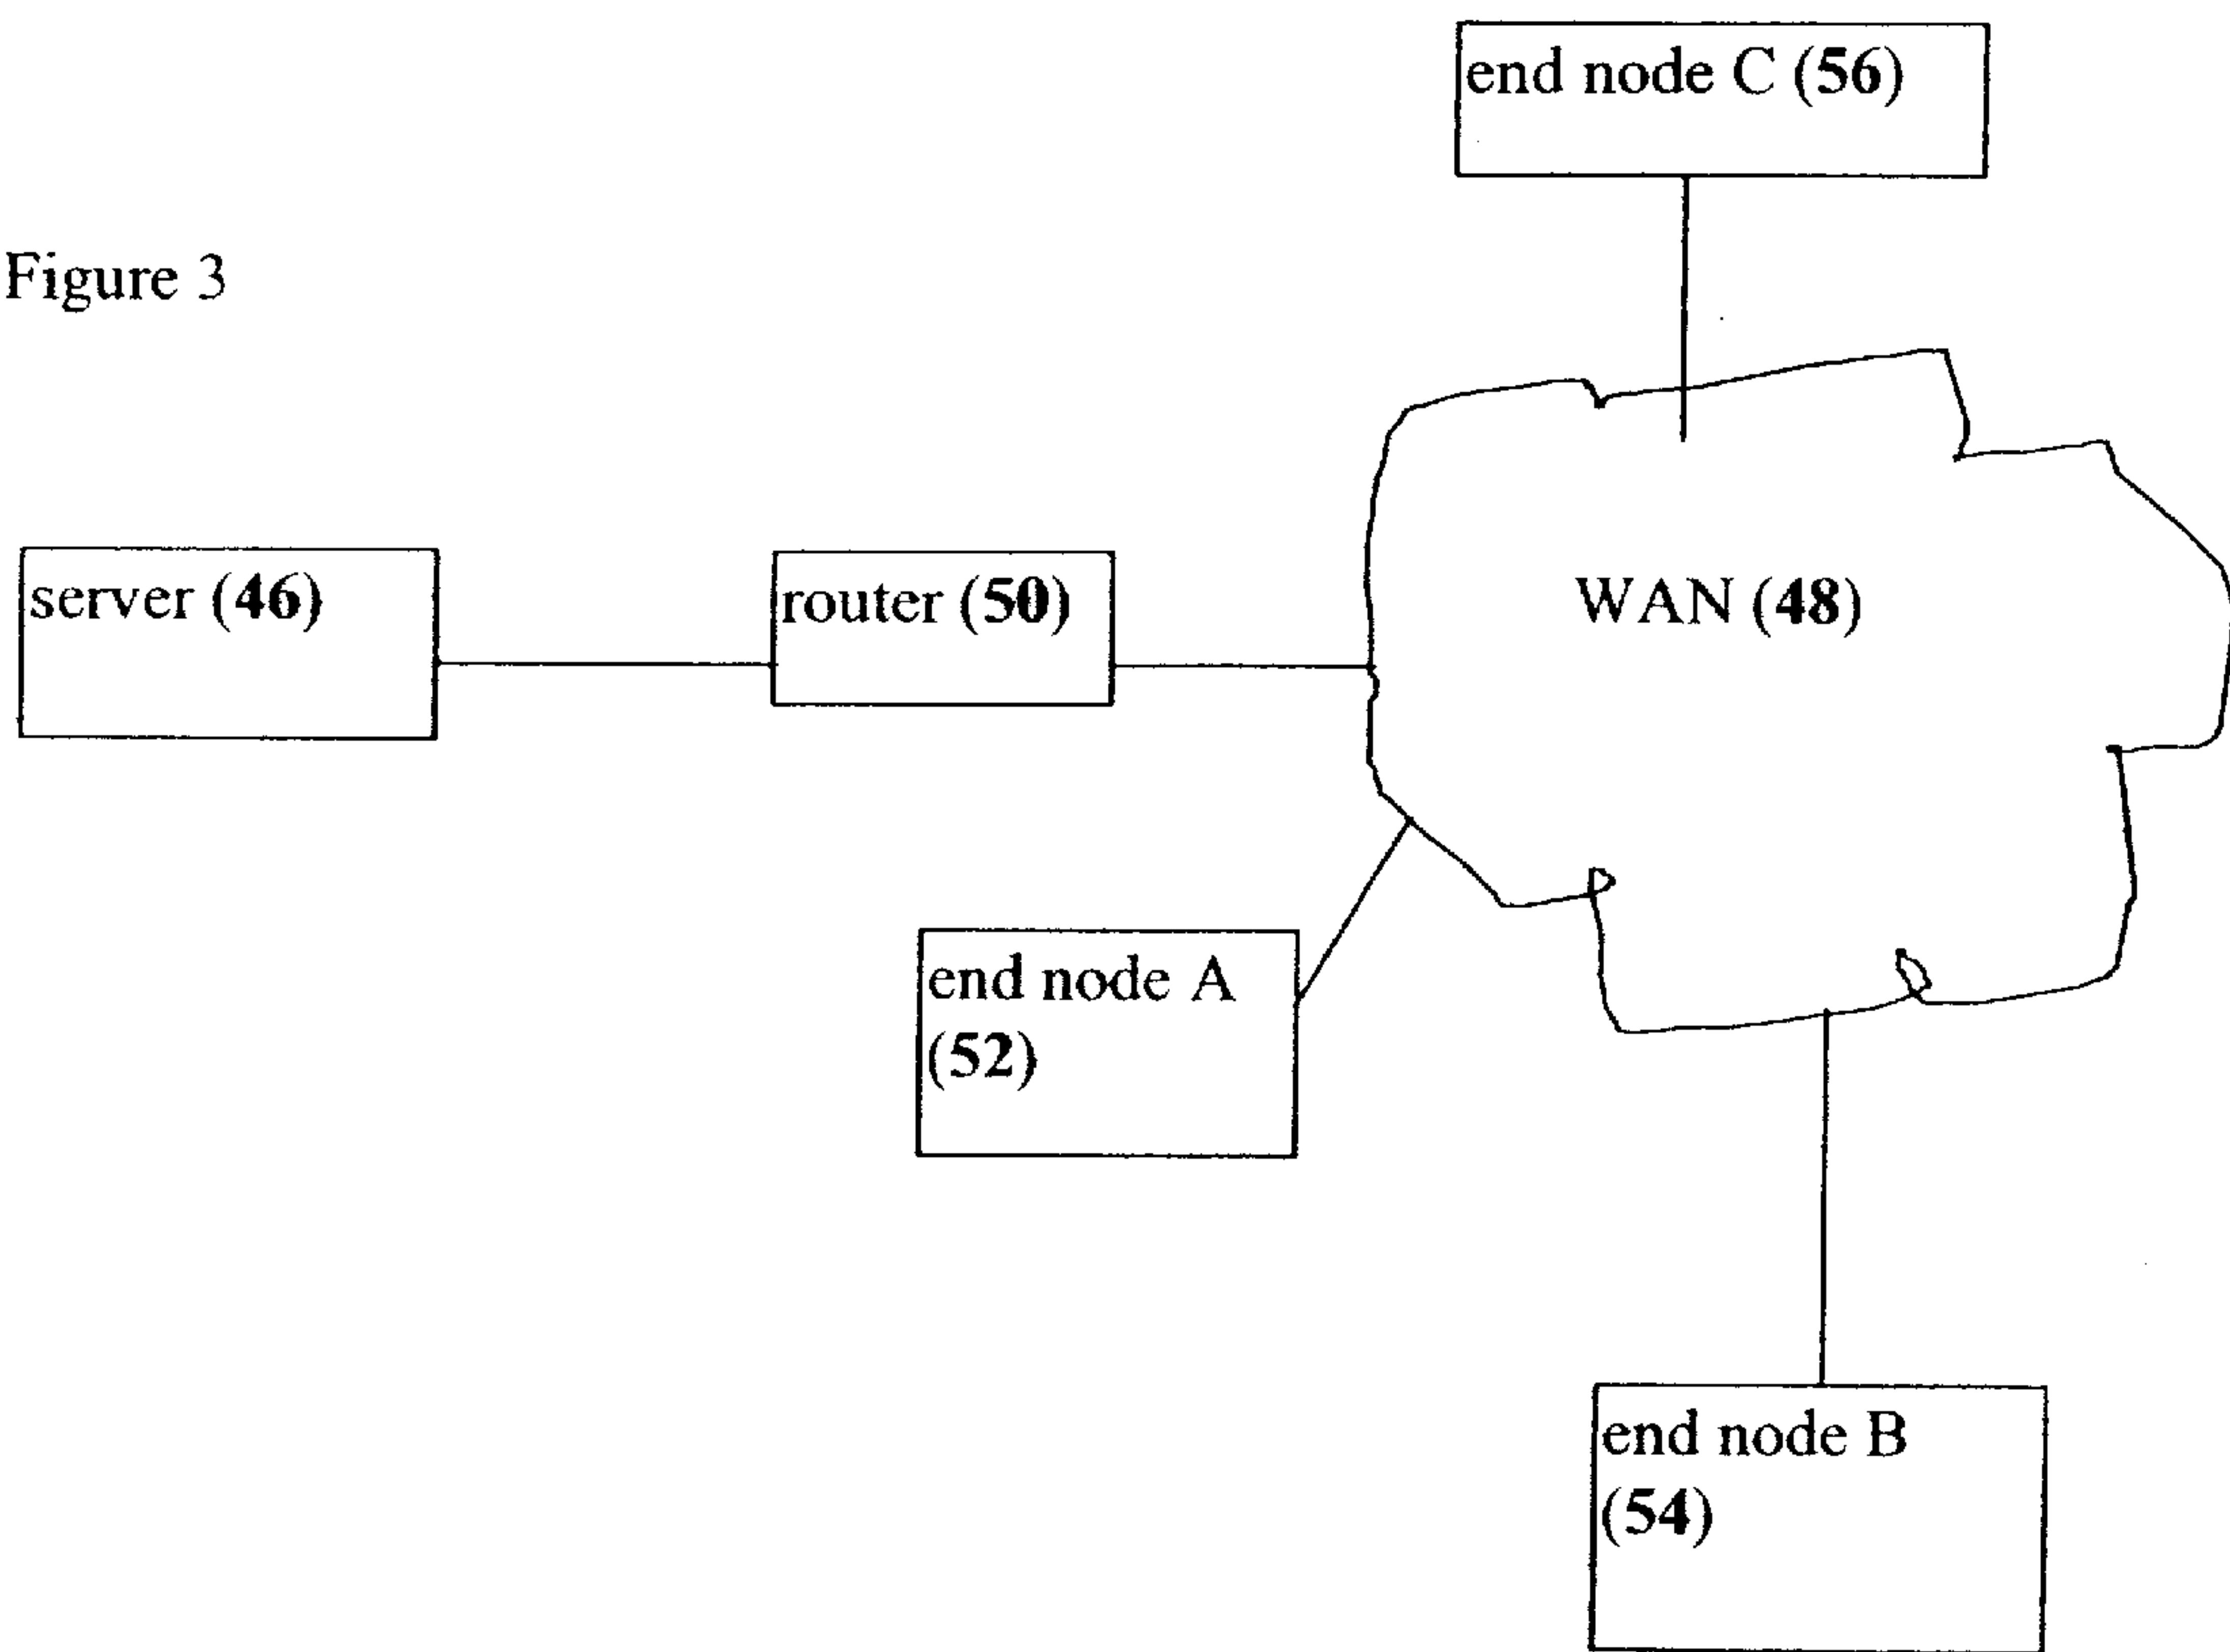 end node C (56)
Figure 3
server (46)
router (50)
WAN (48)
end node A
(52)
end node B
(54)